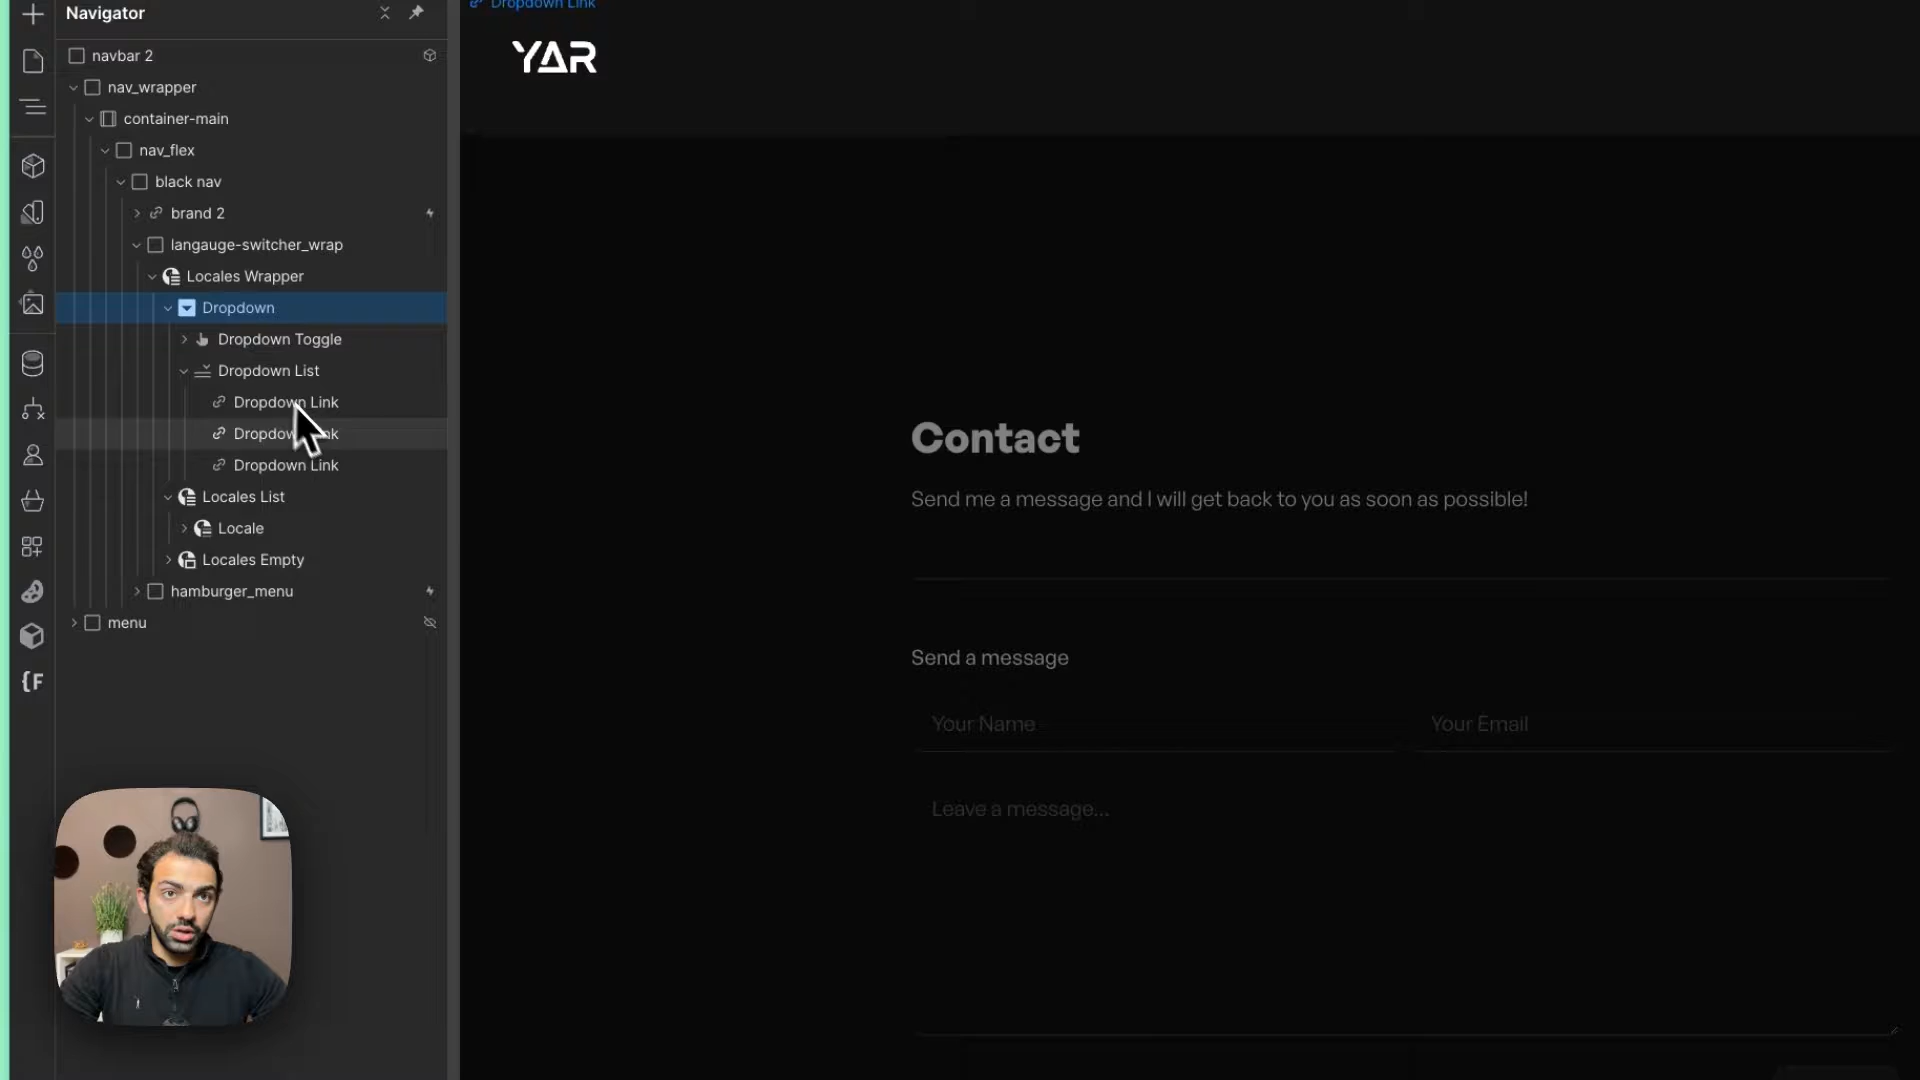 Navigator
Dropdown Link
navbar 2
YAR
nav_wrapper
container-main
nav_flex
black nav
brand 2
langauge-switcher_wrap
Locales Wrapper
Dropdown
Dropdown Toggle
Dropdown List
Dropdown Link
Dropdown Link
Locales List
Locale
Locales Empty
hamburger_menu
menu
{F
Contact
Send me a message and I will get back to you as soon as possible!
Send a message
Your Name
Your Email
Leave a message...